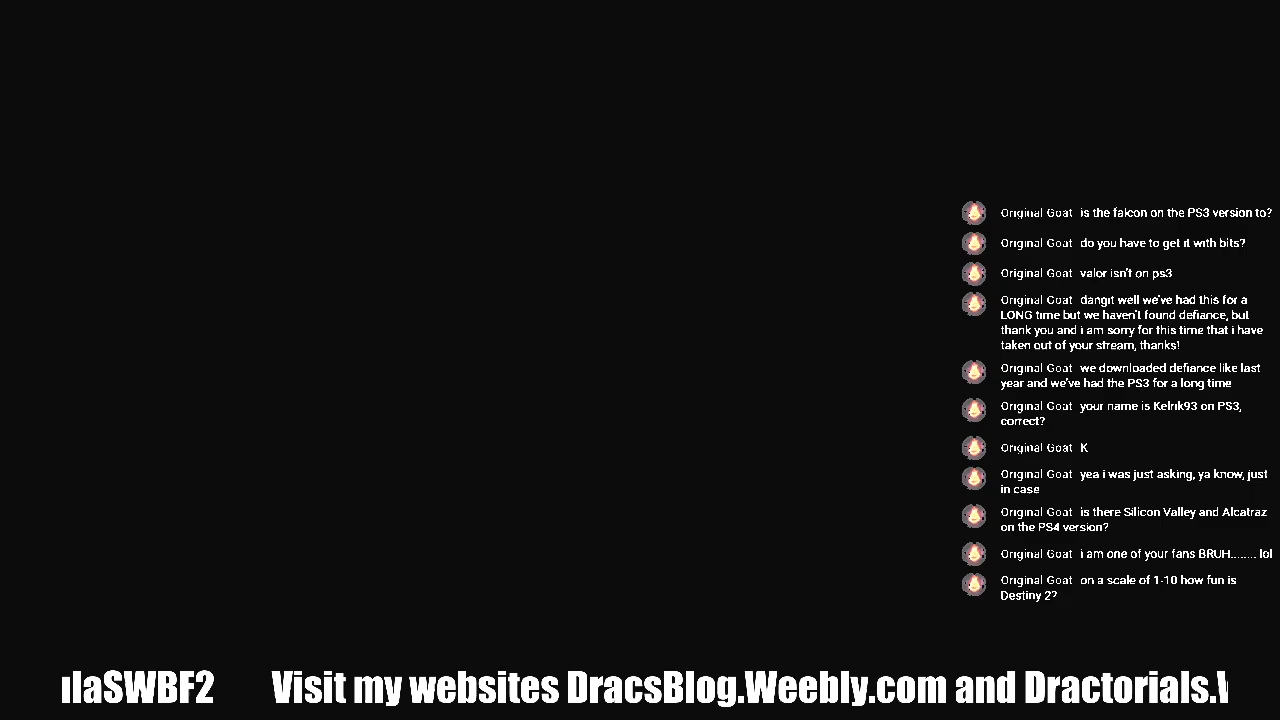 Original Goat is the falcon on the PS3 version to?
Original Goat do you have to get it with bits?
Original Goat valor isn't on ps3
Original Goat dangit well we've had this for a
LONG time but we haven't found defiance, but
thank you and i am sorry for this time that i have
taken out of your stream, thanks!
Original Goat we downloaded defiance like last
year and we've had the PS3 for a long time
Original Goat your name is Kelrik93 on PS3,
correct?
Original Goat K
Original Goat yea i was just asking, ya know, just
in case
Original Goat is there Silicon Valley and Alcatraz
on the PS4 version?
Original Goat i am one of your fans BRUH........ lol
Original Goat on a scale of 1-10 how fun is
Destiny 2?
ilaSWBF2 Visit my websites DracsBlog.Weebly.com and Dractorials.